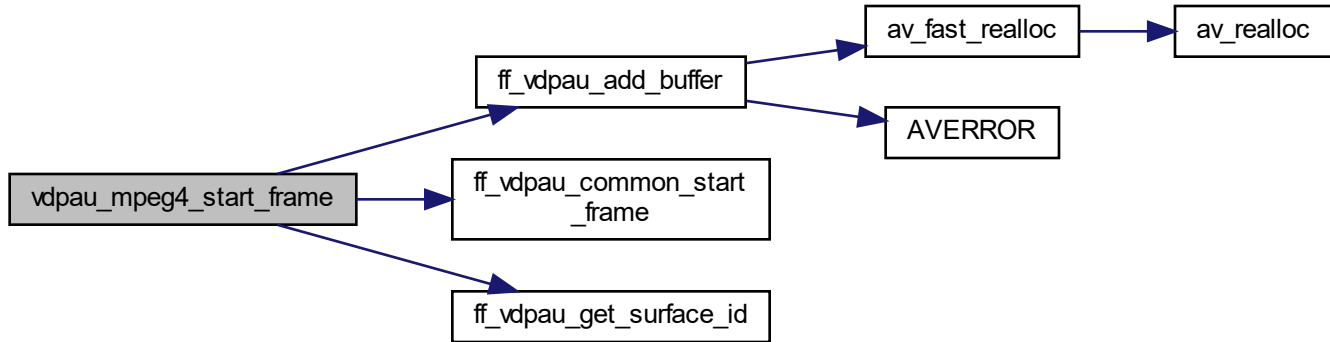 av_fast_realloc
av_realloc
ff_vdpau_add_buffer
AVERROR
vdpau_mpeg4_start_frame
ff_vdpau_common_start
_frame
ff_vdpau_get_surface_id